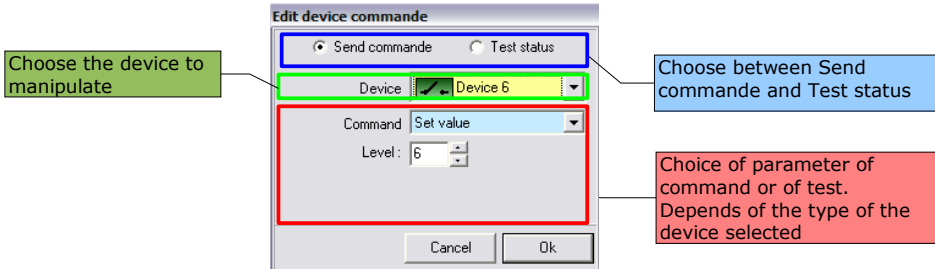 Edit device commande
Send commande Test status
Choose the device to
manipulate
Device Device 6
Choose between Send
commande and Test status
Command Set value
Level: 6
Choice of parameter of
command or of test.
Depends of the type of the
device selected
Cancel Ok